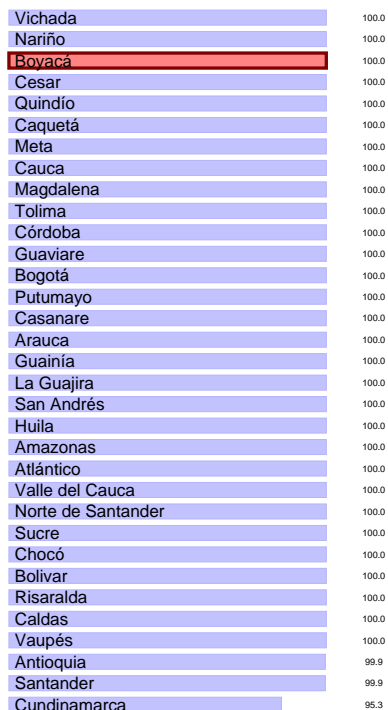 Vichada 100.0
Nariño 100.0
Boyacá 100.0
Cesar 100.0
Quindío 100.0
Caquetá 100.0
Meta 100.0
Cauca 100.0
Magdalena 100.0
Tolima 100.0
Córdoba 100.0
Guaviare 100.0
Bogotá 100.0
Putumayo 100.0
Casanare 100.0
Arauca 100.0
Guainía 100.0
La Guajira 100.0
San Andrés 100.0
Huila 100.0
Amazonas 100.0
Atlántico 100.0
Valle del Cauca 100.0
Norte de Santander 100.0
Sucre 100.0
Chocó 100.0
Bolivar 100.0
Risaralda 100.0
Caldas 100.0
Vaupés 100.0
Antioquia 99.9
Santander 99.9
Cundinamarca 95.3